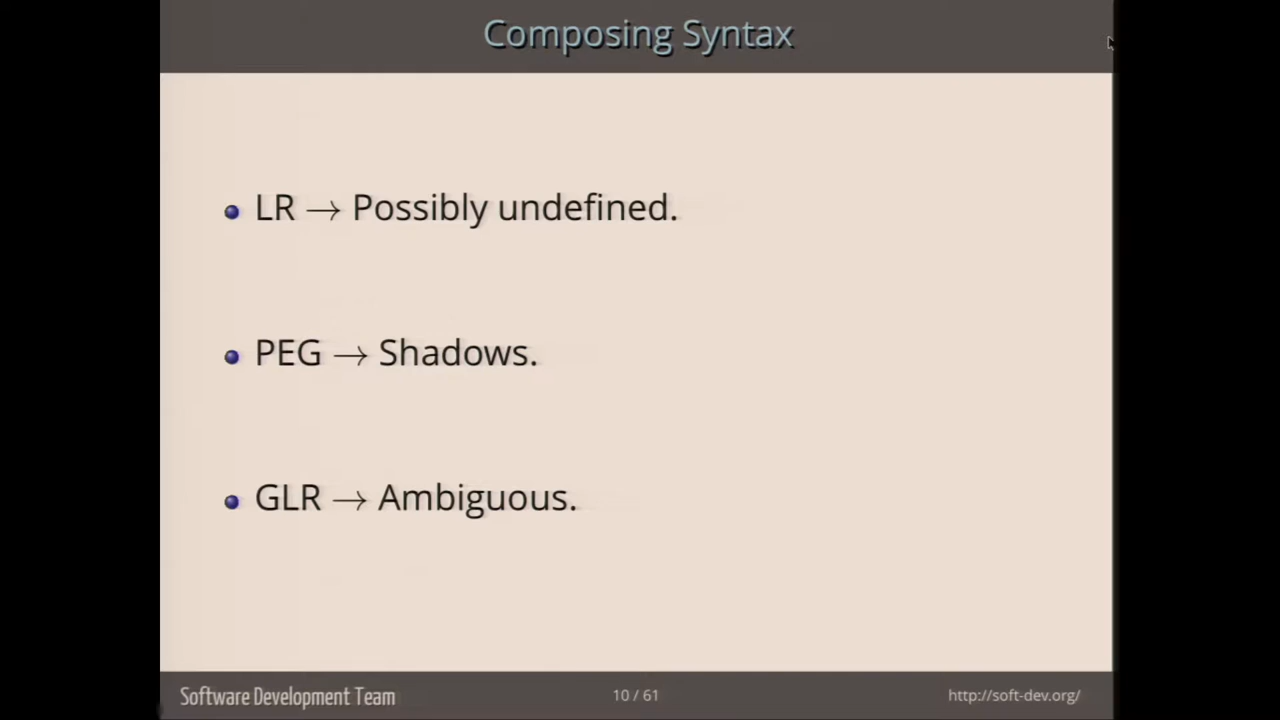 Composing Syntax
LR → Possibly undefined.
PEG → Shadows.
GLR → Ambiguous.
Software Development Team 10 / 61 http://soft-dev.org/